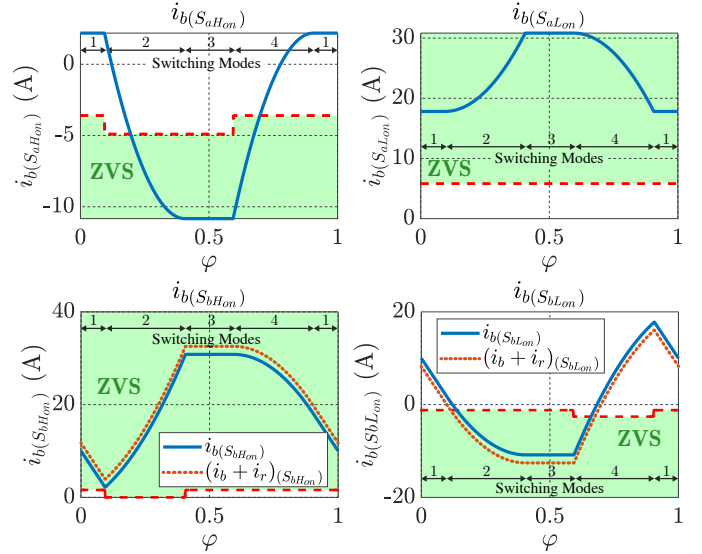 i_b(S_aHon)
1 2 3 4 1
Switching Modes
0
-5
-10
ZVS
i_b(S_aHon) (A)
0 0.5 1
φ
i_b(S_aLon)
30
20
10
0
1 2 3 4 1
Switching Modes
ZVS
i_b(S_aLon) (A)
0 0.5 1
φ
i_b(S_bHon)
40
20
0
1 2 3 4 1
Switching Modes
ZVS
i_b(S_bHon)
(i_b + i_r)(S_bHon)
i_b(S_bHon) (A)
0 0.5 1
φ
i_b(S_bLon)
20
0
-20
i_b(S_bLon)
(i_b + i_r)(S_bLon)
ZVS
1 2 3 4 1
Switching Modes
i_b(SbLon) (A)
0 0.5 1
φ